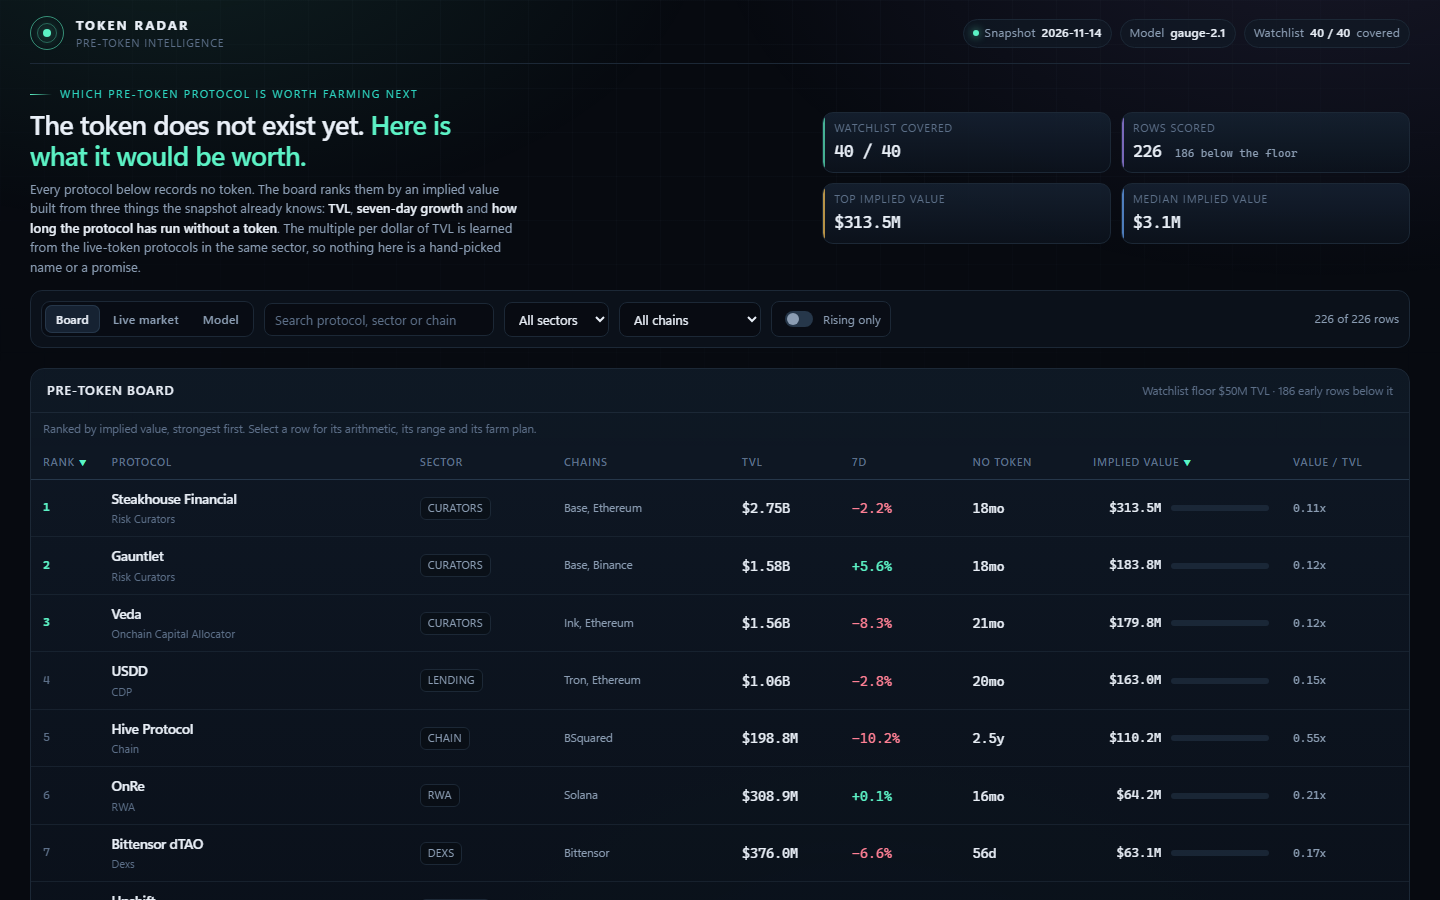 TOKEN RADAR
PRE-TOKEN INTELLIGENCE
Snapshot 2026-11-14
Model gauge-2.1
Watchlist 40 / 40 covered
WHICH PRE-TOKEN PROTOCOL IS WORTH FARMING NEXT
The token does not exist yet. Here is
what it would be worth.
Every protocol below records no token. The board ranks them by an implied value
built from three things the snapshot already knows: TVL, seven-day growth and how
long the protocol has run without a token. The multiple per dollar of TVL is learned
from the live-token protocols in the same sector, so nothing here is a hand-picked
name or a promise.
WATCHLIST COVERED
40 / 40
ROWS SCORED
226 186 below the floor
TOP IMPLIED VALUE
$313.5M
MEDIAN IMPLIED VALUE
$3.1M
Board Live market Model
Search protocol, sector or chain
All sectors
All chains
Rising only
226 of 226 rows
PRE-TOKEN BOARD
Watchlist floor $50M TVL · 186 early rows below it
Ranked by implied value, strongest first. Select a row for its arithmetic, its range and its farm plan.
RANK ▼ PROTOCOL SECTOR CHAINS TVL 7D NO TOKEN IMPLIED VALUE ▼ VALUE / TVL
1 Steakhouse Financial CURATORS Base, Ethereum $2.75B −2.2% 18mo $313.5M 0.11x
Risk Curators
2 Gauntlet CURATORS Base, Binance $1.58B +5.6% 18mo $183.8M 0.12x
Risk Curators
3 Veda CURATORS Ink, Ethereum $1.56B −8.3% 21mo $179.8M 0.12x
Onchain Capital Allocator
4 USDD LENDING Tron, Ethereum $1.06B −2.8% 20mo $163.0M 0.15x
CDP
5 Hive Protocol CHAIN BSquared $198.8M −10.2% 2.5y $110.2M 0.55x
Chain
6 OnRe RWA Solana $308.9M +0.1% 16mo $64.2M 0.21x
RWA
7 Bittensor dTAO DEXS Bittensor $376.0M −6.6% 56d $63.1M 0.17x
Dexs